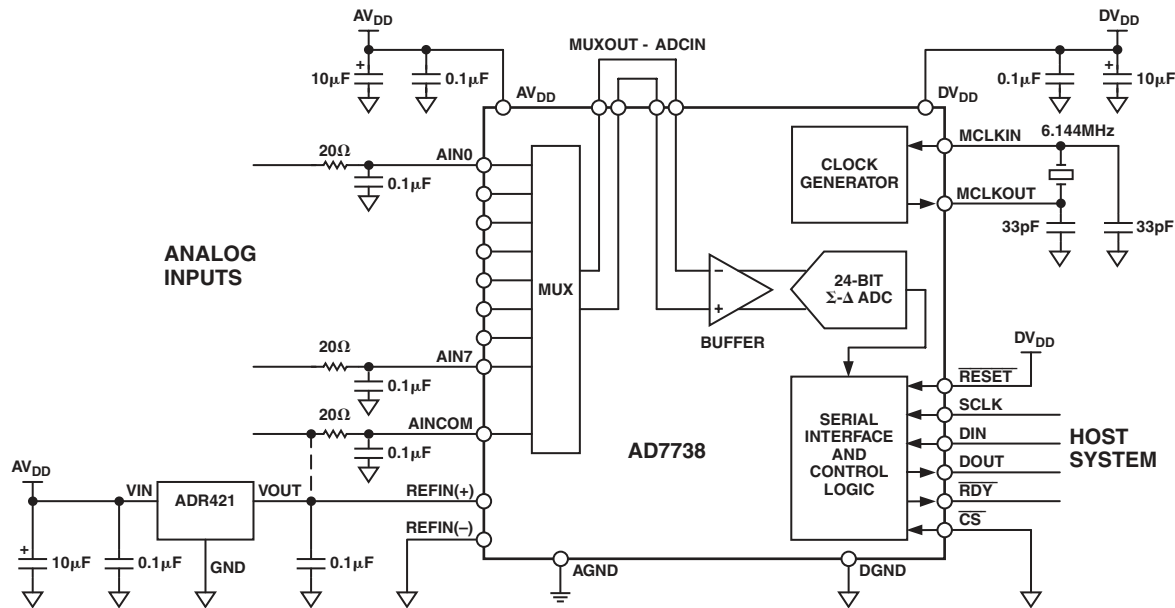 AVDD
DVDD
MUXOUT - ADCIN
+
10µF
0.1µF
0.1µF
+
10µF
AVDD
DVDD
6.144MHz
MCLKIN
CLOCK
GENERATOR
MCLKOUT
33pF
33pF
20Ω
AIN0
0.1µF
ANALOG
INPUTS
MUX
–
+
BUFFER
24-BIT
Σ-Δ ADC
20Ω
AIN7
0.1µF
20Ω
AINCOM
0.1µF
AD7738
SERIAL
INTERFACE
AND
CONTROL
LOGIC
DVDD
RESET
SCLK
DIN
DOUT
RDY
CS
HOST
SYSTEM
AVDD
VIN
ADR421
VOUT
REFIN(+)
REFIN(–)
+
10µF
0.1µF
GND
0.1µF
AGND
DGND